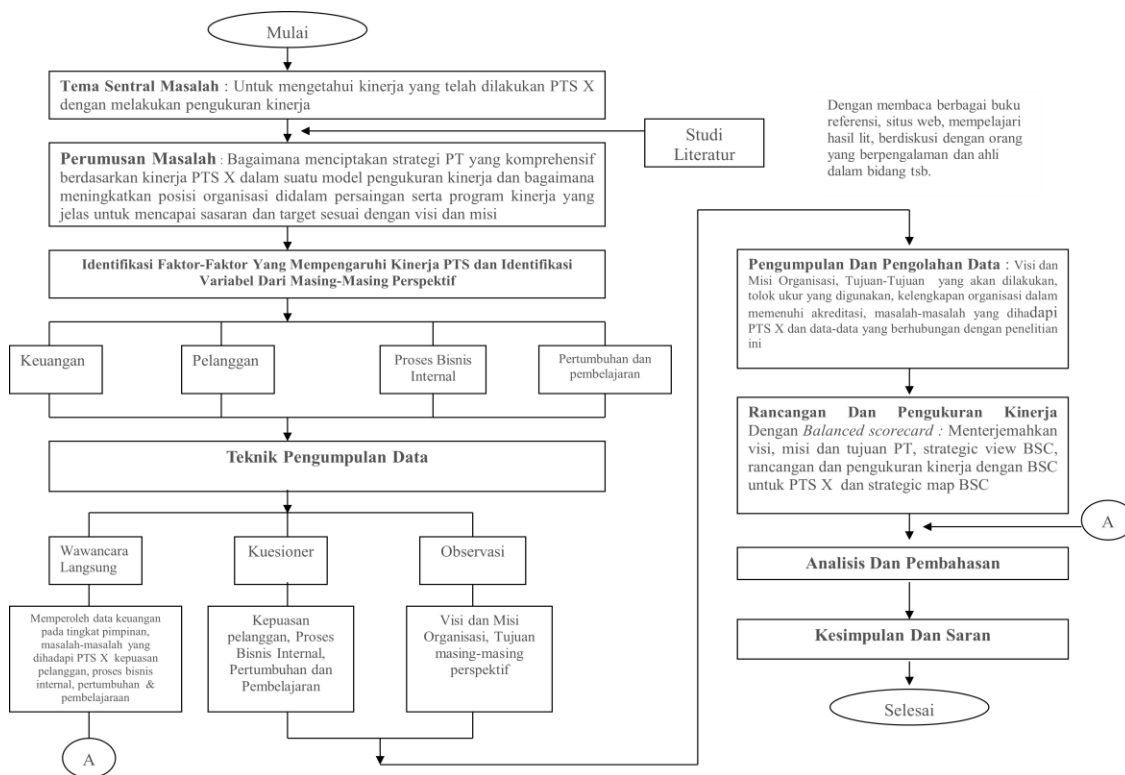 Mulai
Tema Sentral Masalah : Untuk mengetahui kinerja yang telah dilakukan PTS X
dengan melakukan pengukuran kinerja
Studi
Literatur
Dengan membaca berbagai buku
referensi, situs web, mempelajari
hasil lit, berdiskusi dengan orang
yang berpengalaman dan ahli
dalam bidang tsb.
Perumusan Masalah : Bagaimana menciptakan strategi PT yang komprehensif
berdasarkan kinerja PTS X dalam suatu model pengukuran kinerja dan bagaimana
meningkatkan posisi organisasi didalam persaingan serta program kinerja yang
jelas untuk mencapai sasaran dan target sesuai dengan visi dan misi
Identifikasi Faktor-Faktor Yang Mempengaruhi Kinerja PTS dan Identifikasi
Variabel Dari Masing-Masing Perspektif
Keuangan
Pelanggan
Proses Bisnis
Internal
Pertumbuhan dan
pembelajaran
Teknik Pengumpulan Data
Wawancara
Langsung
Kuesioner
Observasi
Memperoleh data keuangan
pada tingkat pimpinan,
masalah-masalah yang
dihadapi PTS X kepuasan
pelanggan, proses bisnis
internal, pertumbuhan &
pembelajaraan
Kepuasan
pelanggan, Proses
Bisnis Internal,
Pertumbuhan dan
Pembelajaran
Visi dan Misi
Organisasi, Tujuan
masing-masing
perspektif
A
Pengumpulan Dan Pengolahan Data : Visi dan
Misi Organisasi, Tujuan-Tujuan yang akan dilakukan,
tolok ukur yang digunakan, kelengkapan organisasi dalam
memenuhi akreditasi, masalah-masalah yang dihadapi
PTS X dan data-data yang berhubungan dengan penelitian
ini
Rancangan Dan Pengukuran Kinerja
Dengan Balanced scorecard : Menterjemahkan
visi, misi dan tujuan PT, strategic view BSC,
rancangan dan pengukuran kinerja dengan BSC
untuk PTS X dan strategic map BSC
A
Analisis Dan Pembahasan
Kesimpulan Dan Saran
Selesai